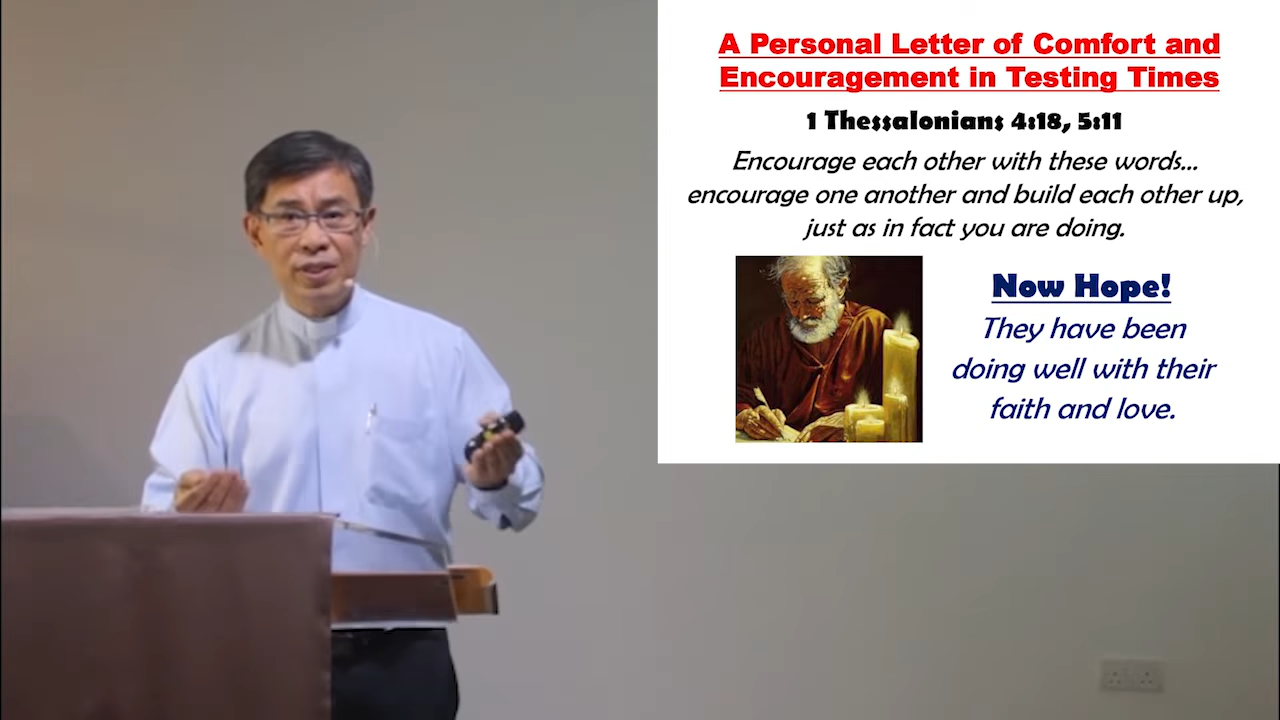 A Personal Letter of Comfort and
Encouragement in Testing Times
1 Thessalonians 4:18, 5:11
Encourage each other with these words...
encourage one another and build each other up,
just as in fact you are doing.
Now Hope!
They have been
doing well with their
faith and love.